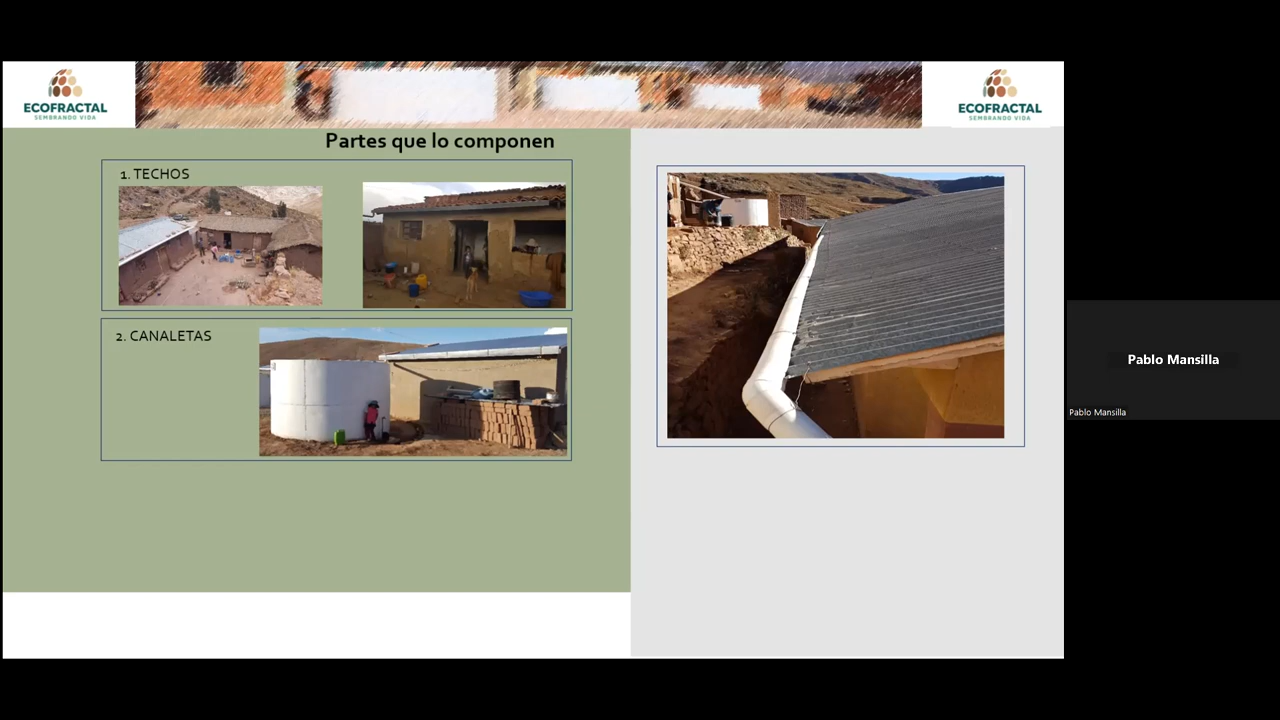 ECOFRACTAL
SEMBRANDO VIDA
ECOFRACTAL
SEMBRANDO VIDA
Partes que lo componen
1. TECHOS
2. CANALETAS
Pablo Mansilla
Pablo Mansilla